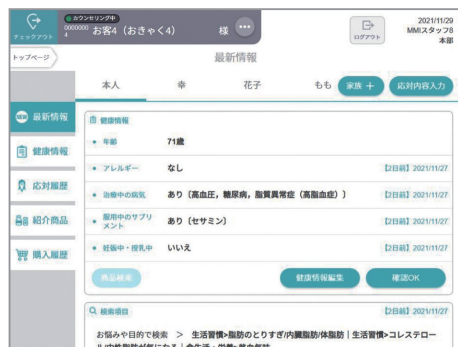 チェックアウト
カウンセリング中
0000000
4
お客4（おきゃく4） 様
ログアウト
2021/11/29
MMIスタッフ8
本部
トップページ
最新情報
本人 幸 花子 もも 家族 ＋ 応対内容入力
最新情報
健康情報
応対履歴
紹介商品
購入履歴
健康情報
• 年齢 71歳
• アレルギー なし 【2日前】2021/11/27
• 治療中の病気 あり〔高血圧，糖尿病，脂質異常症（高脂血症）〕 【2日前】2021/11/27
• 服用中のサプリ
メント あり〔セサミン〕 【2日前】2021/11/27
• 妊娠中・授乳中 いいえ 【2日前】2021/11/27
商品検索 健康情報編集 確認OK
検索項目 【2日前】2021/11/27
お悩みや目的で検索 ＞ 生活習慣>脂肪のとりすぎ/内臓脂肪/体脂肪｜生活習慣>コレステロー